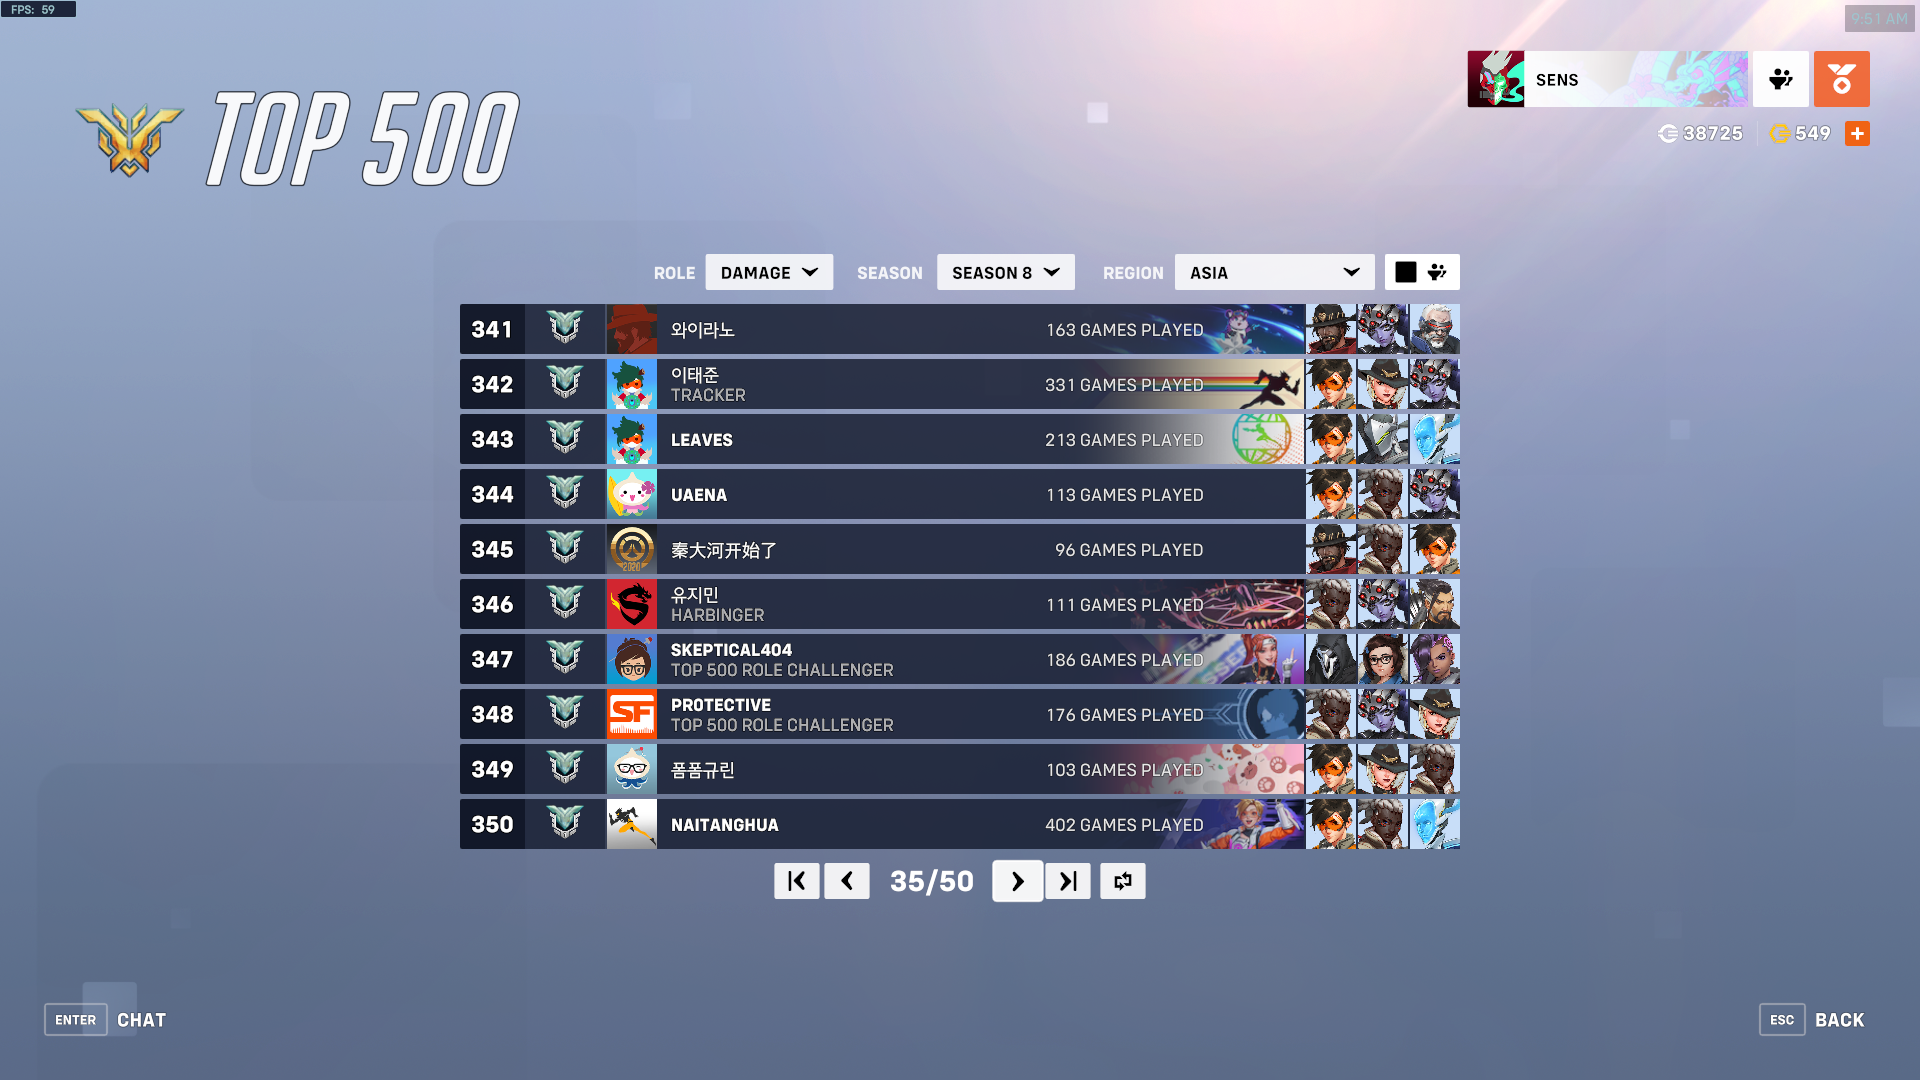 FPS: 59
9:51 AM
TOP 500
SENS
38725
549
ROLE DAMAGE SEASON SEASON 8 REGION ASIA
341 와이라노 163 GAMES PLAYED
342 이태준 331 GAMES PLAYED
TRACKER
343 LEAVES 213 GAMES PLAYED
344 UAENA 113 GAMES PLAYED
345 秦大河开始了 96 GAMES PLAYED
2020
346 유지민 111 GAMES PLAYED
HARBINGER
347 SKEPTICAL404 186 GAMES PLAYED
TOP 500 ROLE CHALLENGER
348 SF PROTECTIVE 176 GAMES PLAYED
TOP 500 ROLE CHALLENGER
349 폼폼규린 103 GAMES PLAYED
350 NAITANGHUA 402 GAMES PLAYED
35/50
ENTER CHAT
ESC BACK